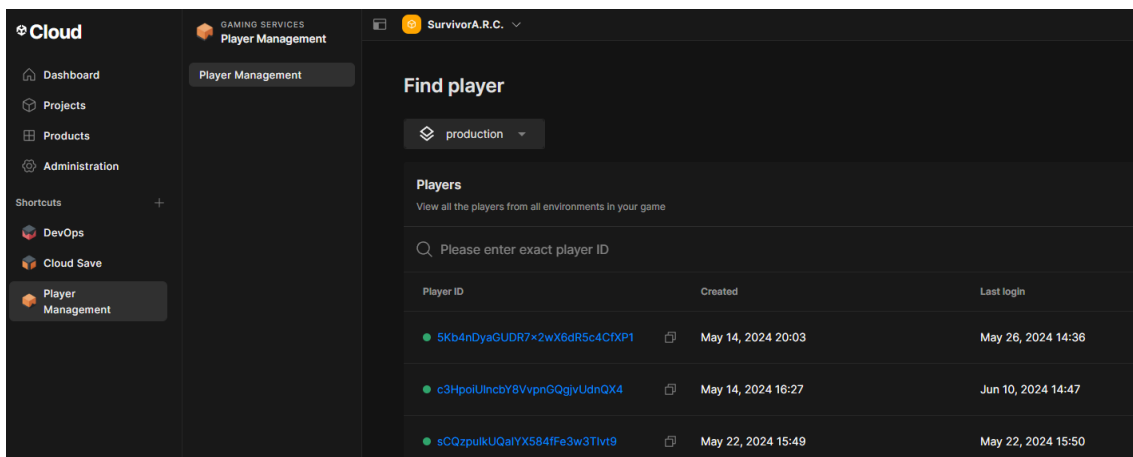 Cloud
Dashboard
Projects
Products
Administration
Shortcuts
DevOps
Cloud Save
Player
Management
GAMING SERVICES
Player Management
Player Management
SurvivorA.R.C.
Find player
production
Players
View all the players from all environments in your game
Please enter exact player ID
Player ID Created Last login
5Kb4nDyaGUDR7×2wX6dR5c4CfXP1 May 14, 2024 20:03 May 26, 2024 14:36
c3HpoiUlncbY8VvpnGQgjvUdnQX4 May 14, 2024 16:27 Jun 10, 2024 14:47
sCQzpulkUQalYX584fFe3w3Tlvt9 May 22, 2024 15:49 May 22, 2024 15:50